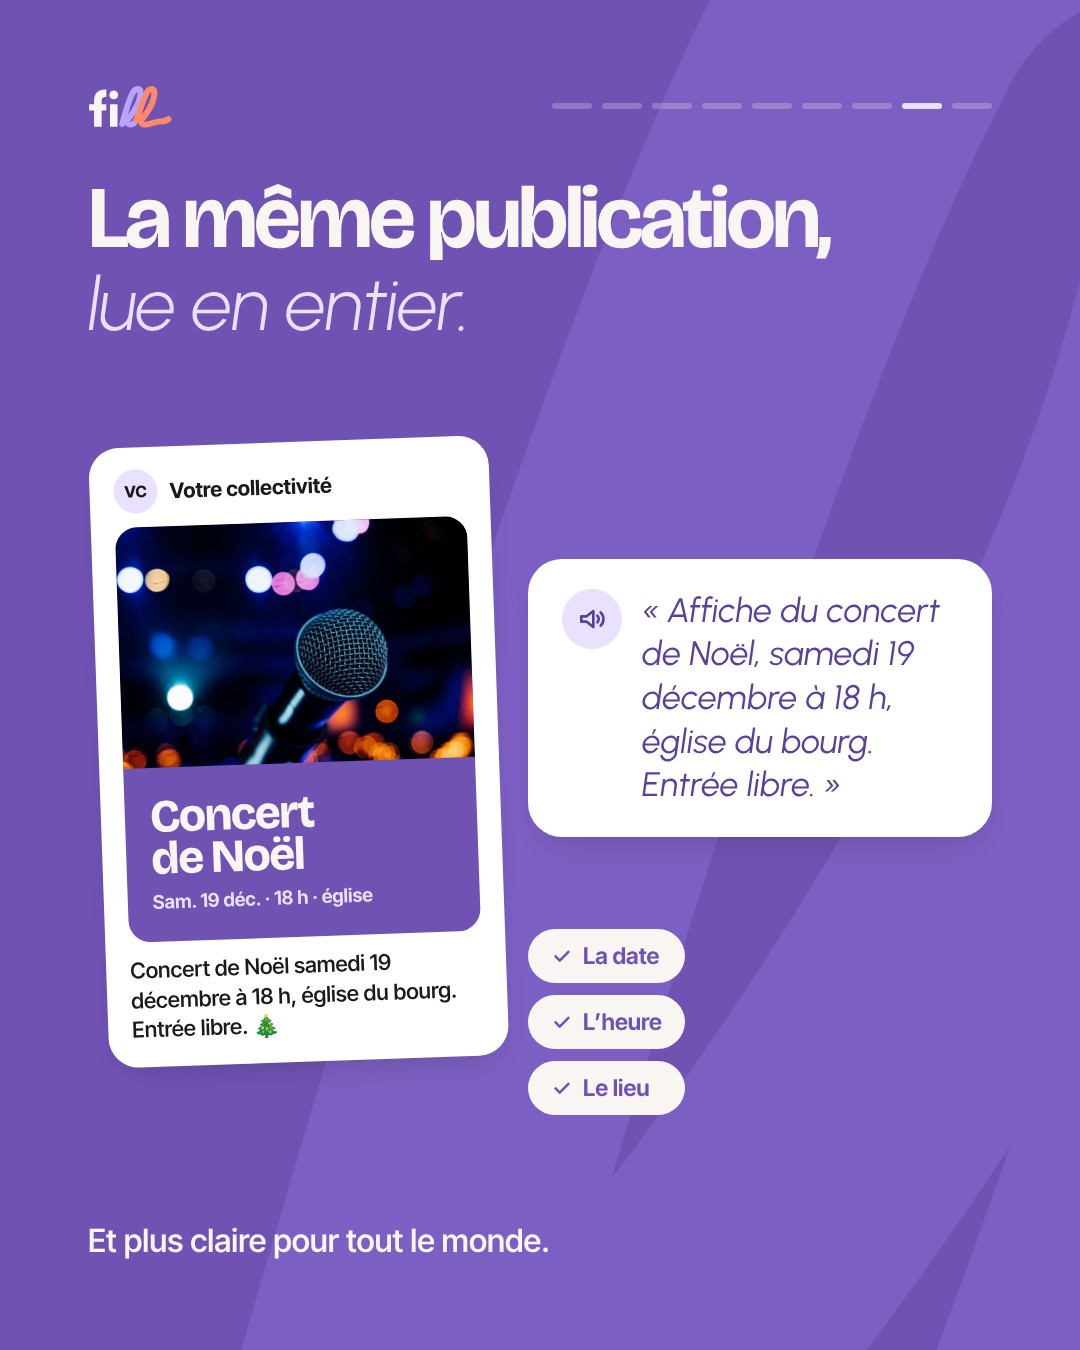 fill
La même publication,
lue en entier.
VC
Votre collectivité
Concert
de Noël
Sam. 19 déc. · 18 h · église
Concert de Noël samedi 19
décembre à 18 h, église du bourg.
Entrée libre. 🎄
« Affiche du concert
de Noël, samedi 19
décembre à 18 h,
église du bourg.
Entrée libre. »
La date
L’heure
Le lieu
Et plus claire pour tout le monde.